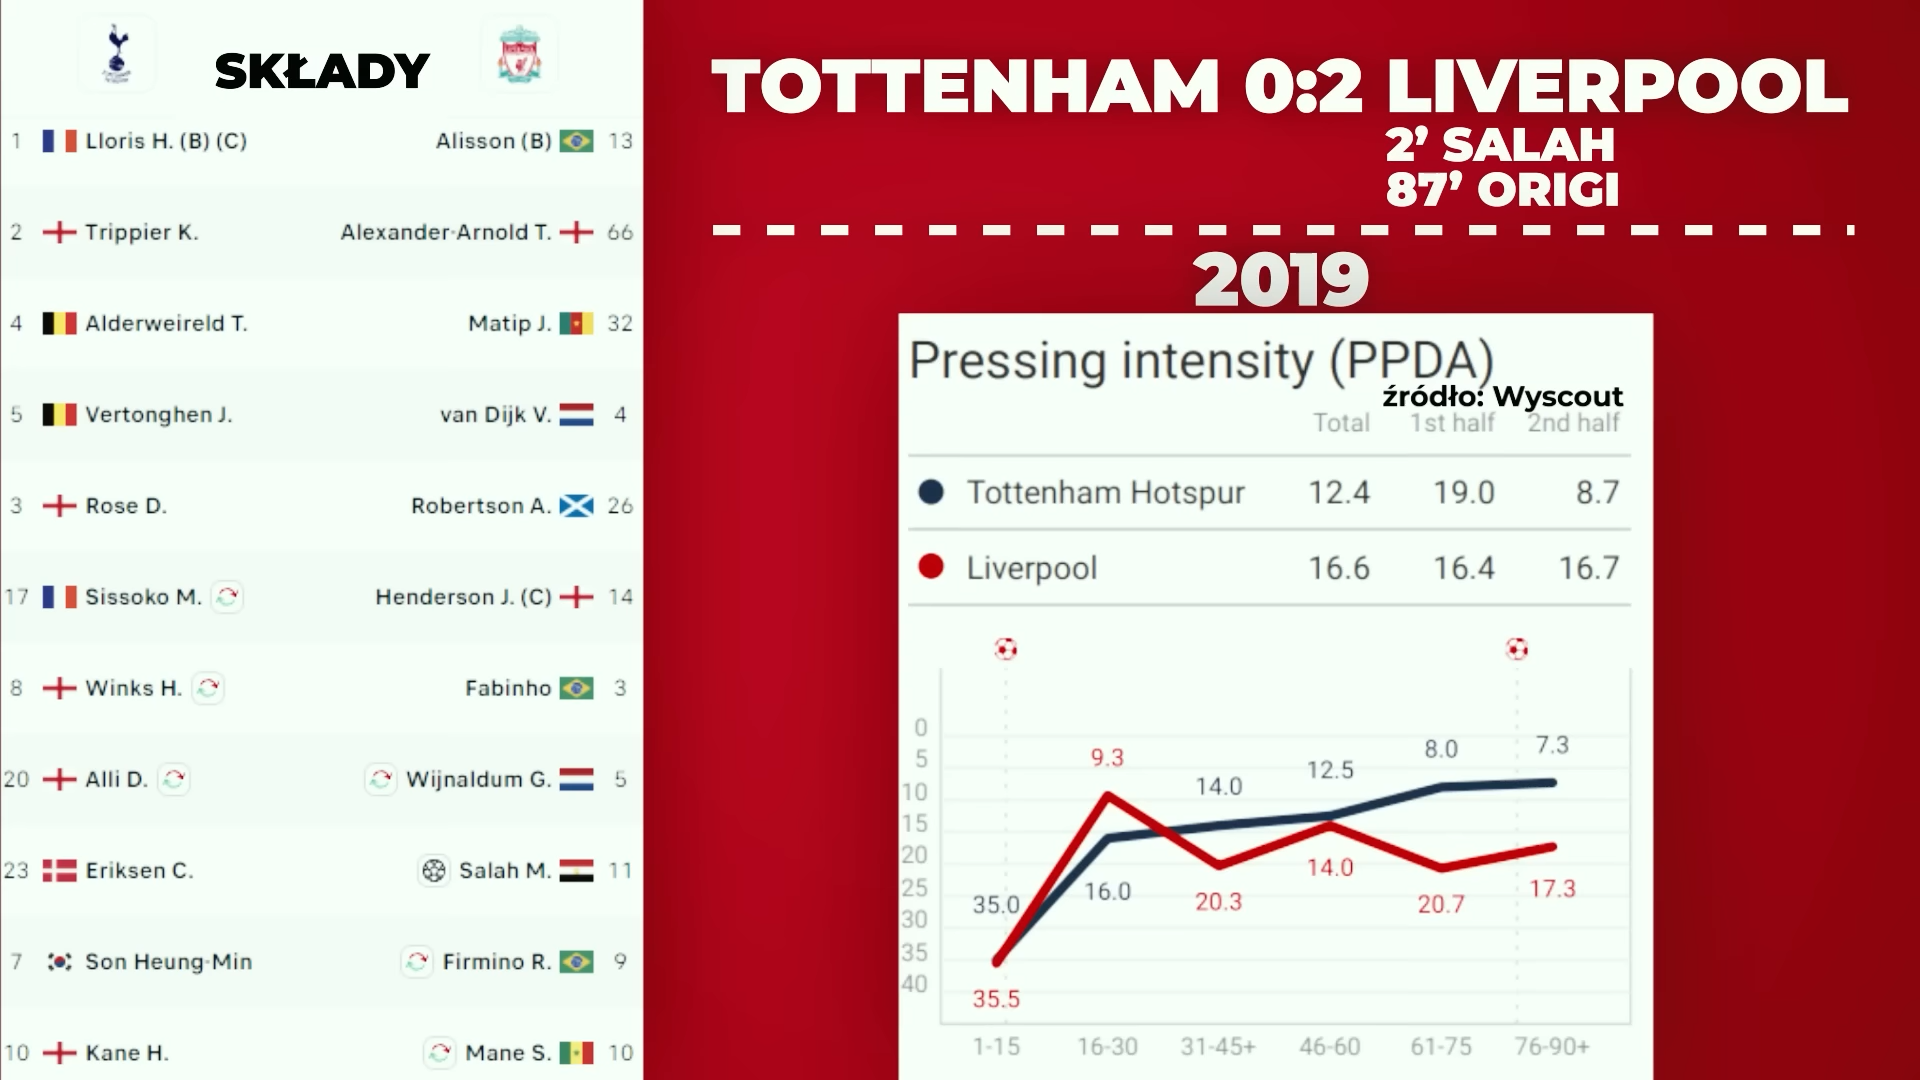 SKŁADY
1 Lloris H. (B) (C) Alisson (B) 13
2 Trippier K. Alexander-Arnold T. 66
4 Alderweireld T. Matip J. 32
5 Vertonghen J. van Dijk V. 4
3 Rose D. Robertson A. 26
17 Sissoko M. Henderson J. (C) 14
8 Winks H. Fabinho 3
20 Alli D. Wijnaldum G. 5
23 Eriksen C. Salah M. 11
7 Son Heung-Min Firmino R. 9
10 Kane H. Mane S. 10
TOTTENHAM 0:2 LIVERPOOL
2’ SALAH
87’ ORIGI
2019
Pressing intensity (PPDA)
źródło: Wyscout
Total 1st half 2nd half
Tottenham Hotspur 12.4 19.0 8.7
Liverpool 16.6 16.4 16.7
0
5
10
15
20
25
30
35
40
35.0 16.0 14.0 12.5 8.0 7.3
35.5 9.3 20.3 14.0 20.7 17.3
1-15 16-30 31-45+ 46-60 61-75 76-90+